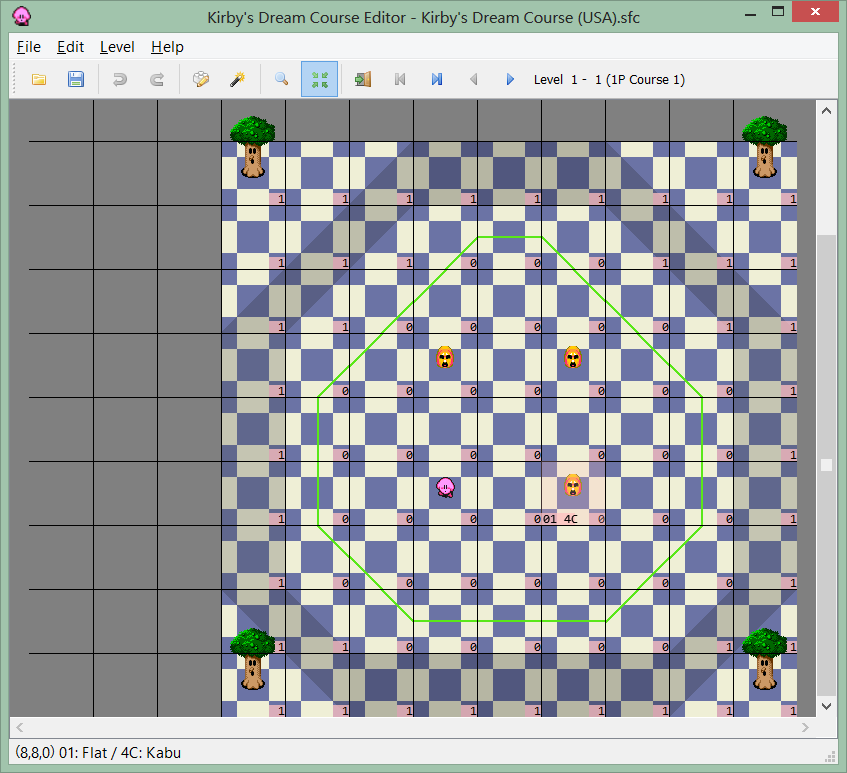 Kirby's Dream Course Editor - Kirby's Dream Course (USA).sfc
File Edit Level Help
Level 1 - 1 (1P Course 1)
1 1 1 1 1 1 1 1 1
1 1 1 0 0 0 1 1 1
1 1 0 0 0 0 0 1 1
1 0 0 0 0 0 0 0 1
1 0 0 0 0 0 0 0 1
1 0 0 0 0 01 4C 0 0 0 1
1 0 0 0 0 0 0 0 1
1 1 0 0 0 0 0 1 1
1 1 1 1 1 1 1 1 1
(8,8,0) 01: Flat / 4C: Kabu